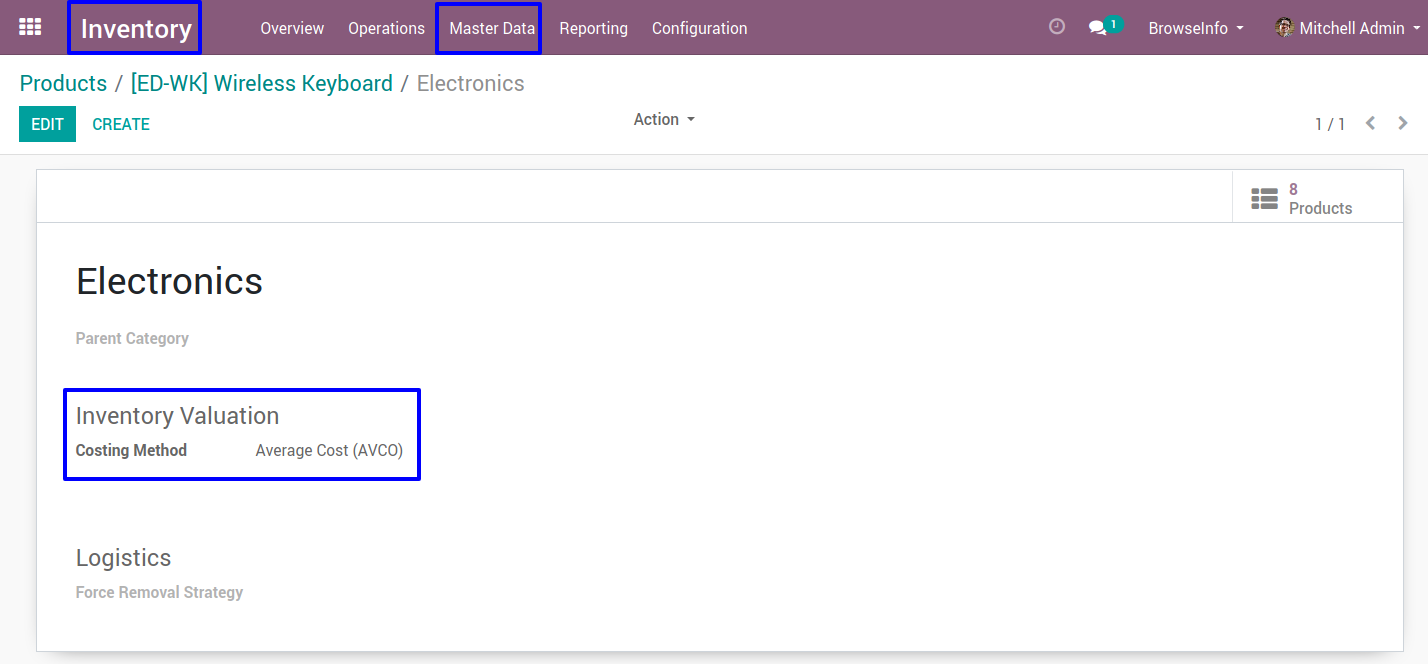 Inventory Overview Operations Master Data Reporting Configuration 1 BrowseInfo Mitchell Admin
Products / [ED-WK] Wireless Keyboard / Electronics
EDIT CREATE Action 1 / 1
8
Products
Electronics
Parent Category
Inventory Valuation
Costing Method Average Cost (AVCO)
Logistics
Force Removal Strategy